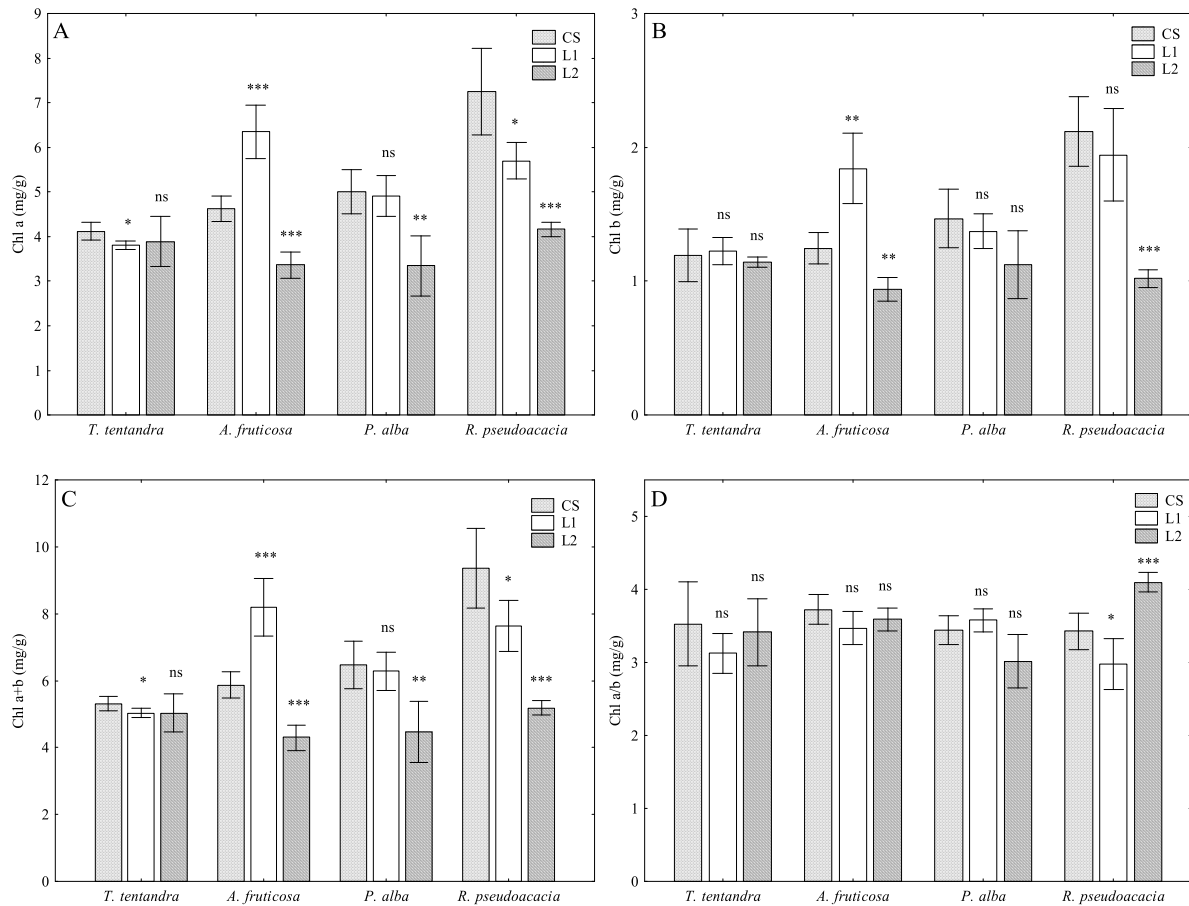 A
Chl a (mg/g)
9
8
7
6
5
4
3
2
1
0
CS
L1
L2
*
ns
***
***
ns
**
*
***
T. tentandra A. fruticosa P. alba R. pseudoacacia
B
Chl b (mg/g)
3
2
1
0
CS
L1
L2
ns
ns
**
**
ns
ns
ns
***
T. tentandra A. fruticosa P. alba R. pseudoacacia
C
Chl a+b (mg/g)
12
10
8
6
4
2
0
CS
L1
L2
*
ns
***
***
ns
**
*
***
T. tentandra A. fruticosa P. alba R. pseudoacacia
D
Chl a/b (mg/g)
5
4
3
2
1
0
CS
L1
L2
ns
ns
ns
ns
ns
ns
*
***
T. tentandra A. fruticosa P. alba R. pseudoacacia